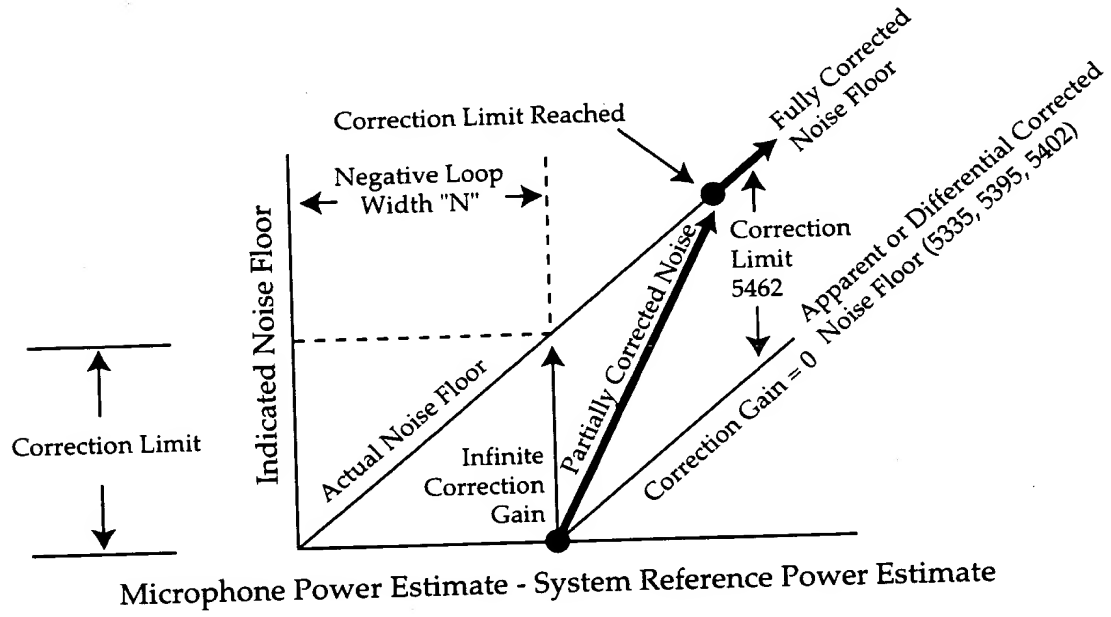 Fully Corrected
Noise Floor
Correction Limit Reached
Apparent or Differential Corrected
Noise Floor (5335, 5395, 5402)
Negative Loop
Width "N"
Correction
Limit
5462
Indicated Noise Floor
Partially Corrected Noise
Actual Noise Floor
Correction Gain = 0
Correction Limit
Infinite
Correction
Gain
Microphone Power Estimate - System Reference Power Estimate